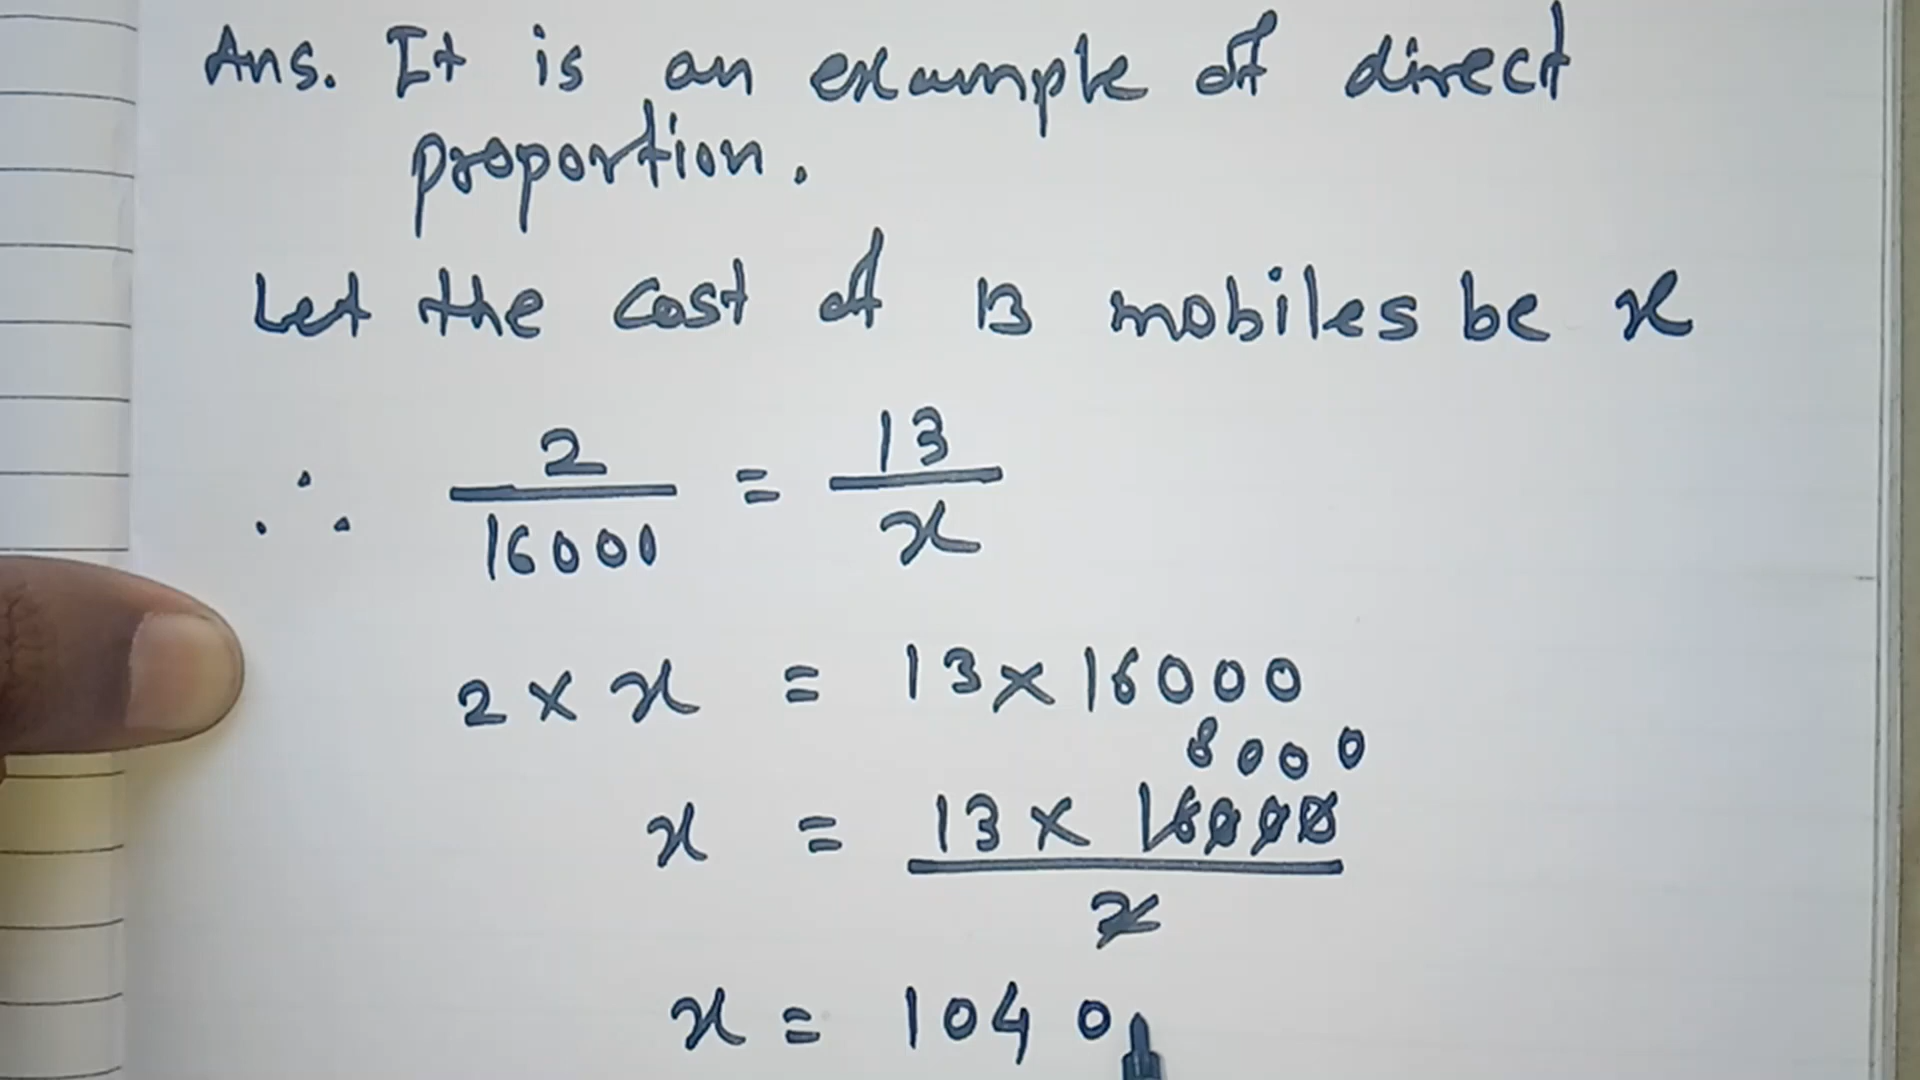 Ans. It is an example of direct
proportion.
Let the cost of 13 mobiles be x
∴ 2/16000 = 13/x
2 × x = 13 × 16000
8000
x = 13 × 16000/2
x = 1040